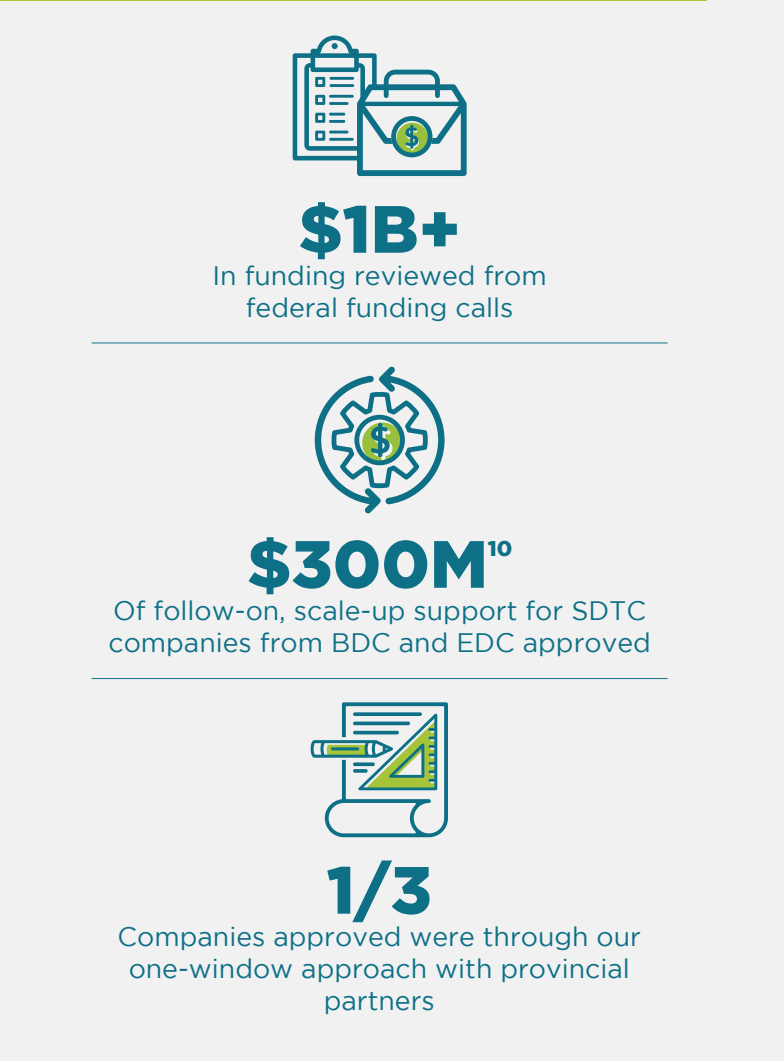 $1B+
In funding reviewed from
federal funding calls
$300M¹⁰
Of follow-on, scale-up support for SDTC
companies from BDC and EDC approved
1/3
Companies approved were through our
one-window approach with provincial
partners